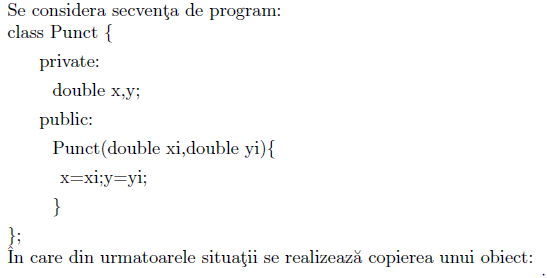 Se considera secvenţa de program:
class Punct {
private:
double x,y;
public:
Punct(double xi,double yi){
x=xi;y=yi;
}
};
În care din urmatoarele situaţii se realizează copierea unui obiect: